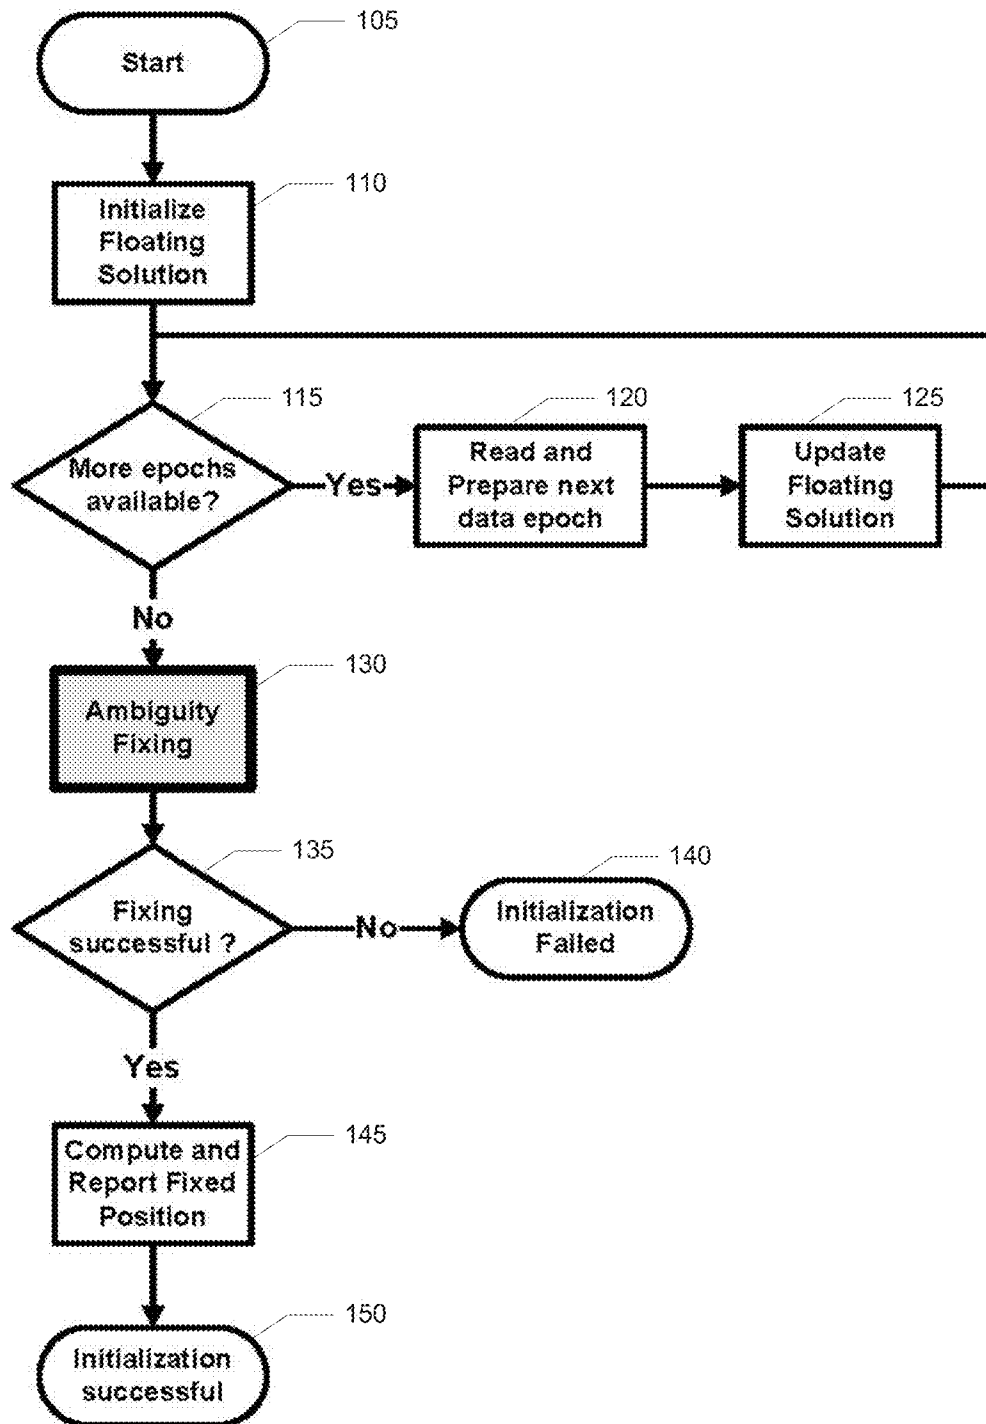 105
Start
110
Initialize
Floating
Solution
115
More epochs
available?
Yes
120
Read and
Prepare next
data epoch
125
Update
Floating
Solution
No
130
Ambiguity
Fixing
135
Fixing
successful ?
No
140
Initialization
Failed
Yes
145
Compute and
Report Fixed
Position
150
Initialization
successful